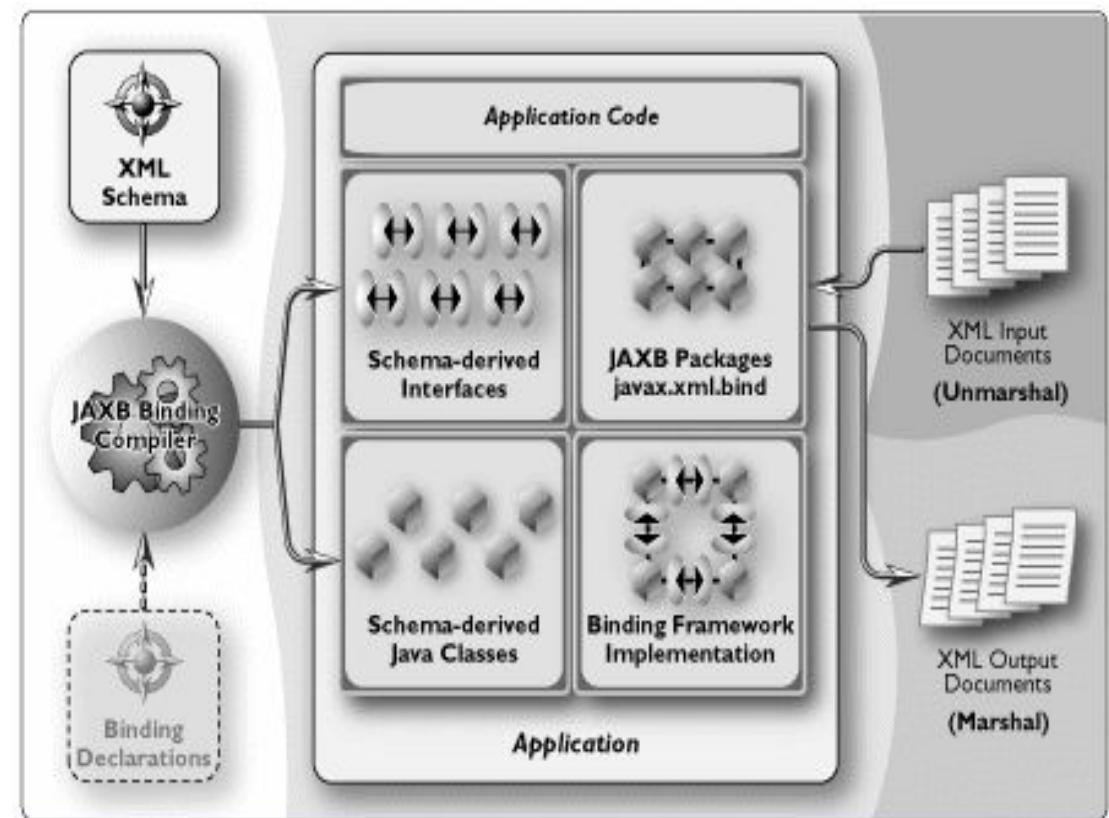 XML
Schema
JAXB Binding
Compiler
Binding
Declarations
Application Code
Schema-derived
Interfaces
JAXB Packages
javax.xml.bind
Schema-derived
Java Classes
Binding Framework
Implementation
Application
XML Input
Documents
(Unmarshal)
XML Output
Documents
(Marshal)